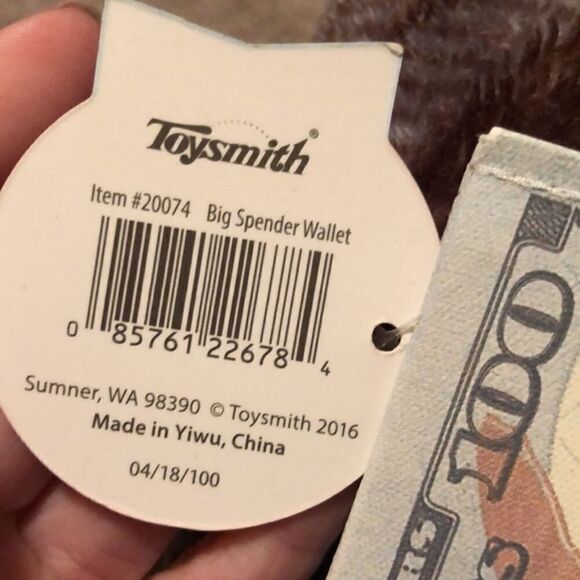 Toysmith®
Item #20074 Big Spender Wallet
0 85761 22678 4
Sumner, WA 98390 © Toysmith 2016
Made in Yiwu, China
04/18/100
100